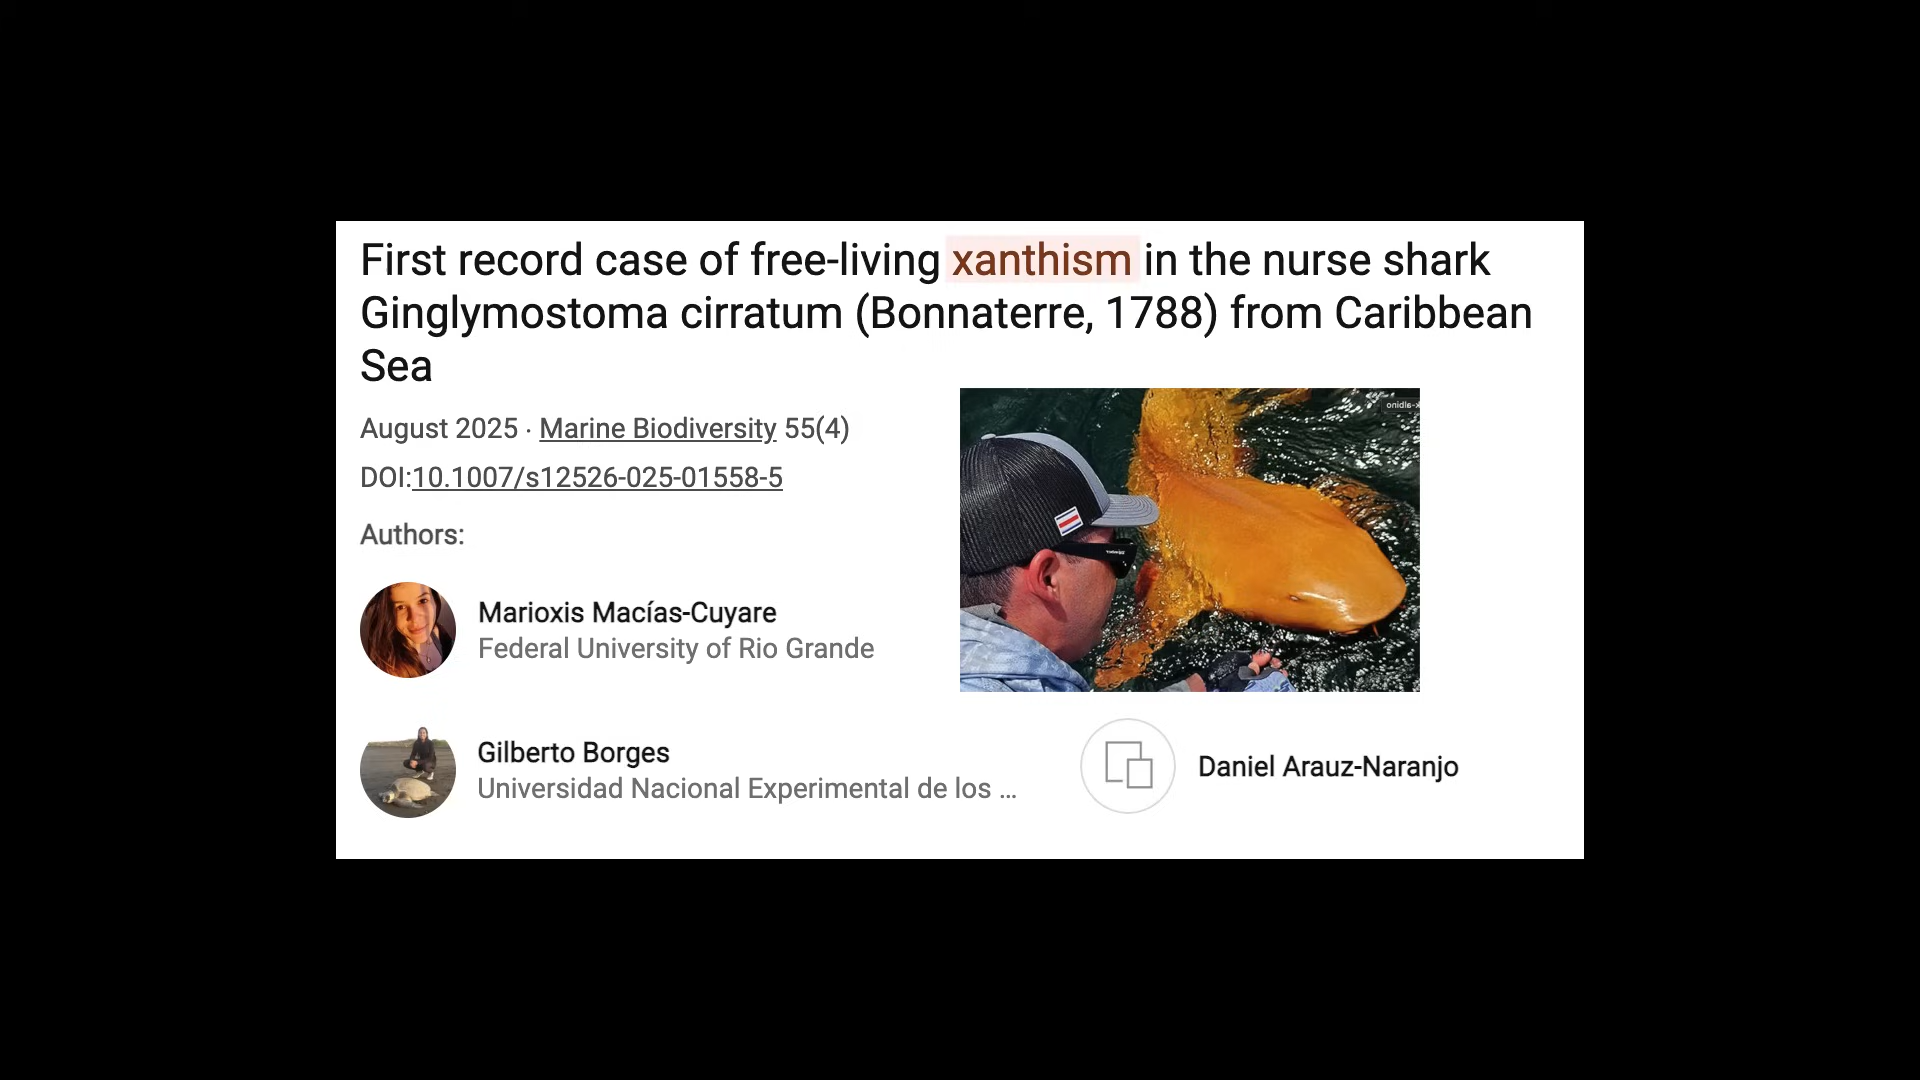 First record case of free-living xanthism in the nurse shark
Ginglymostoma cirratum (Bonnaterre, 1788) from Caribbean
Sea
August 2025 · Marine Biodiversity 55(4)
DOI:10.1007/s12526-025-01558-5
Authors:
Marioxis Macías-Cuyare
Federal University of Rio Grande
Gilberto Borges
Universidad Nacional Experimental de los ...
Daniel Arauz-Naranjo